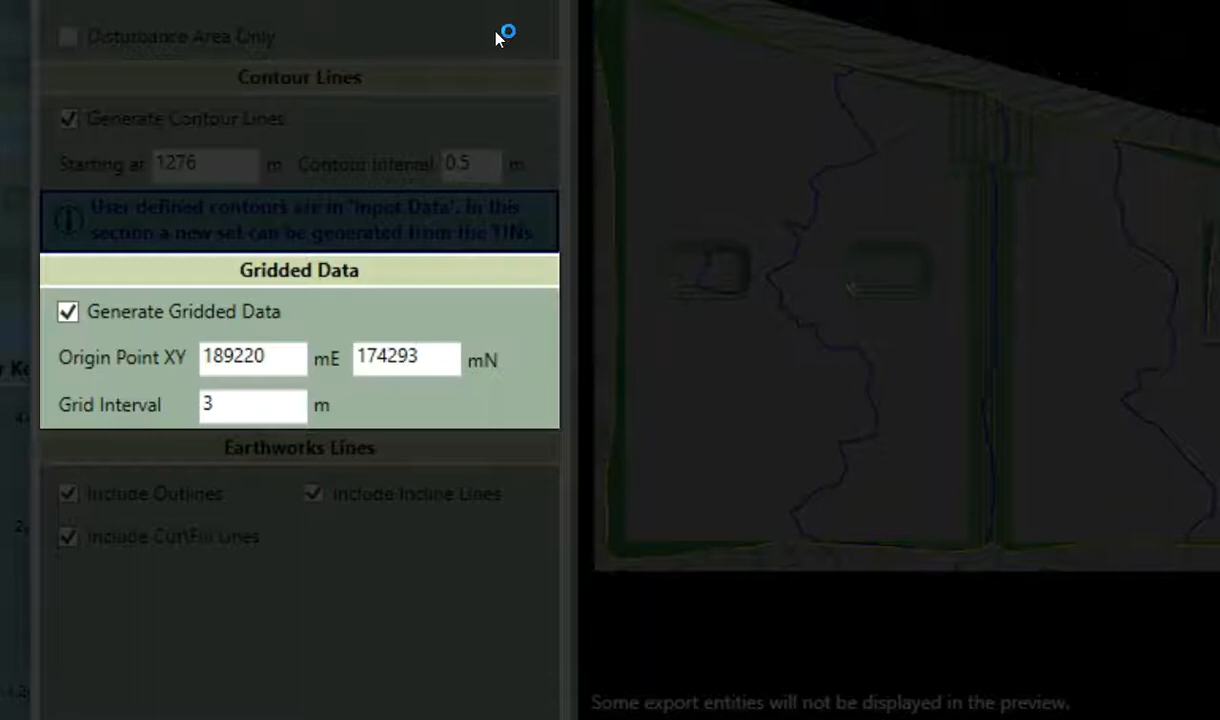 Disturbance Area Only
Contour Lines
Generate Contour Lines
Starting at 1276 m Contour Interval 0.5 m
User defined contours are in 'Input Data'. In this
section a new set can be generated from the TINs.
Gridded Data
Generate Gridded Data
Origin Point XY 189220 mE 174293 mN
Grid Interval 3 m
Earthworks Lines
Include Outlines Include Incline Lines
Include Cut\Fill Lines
Some export entities will not be displayed in the preview.